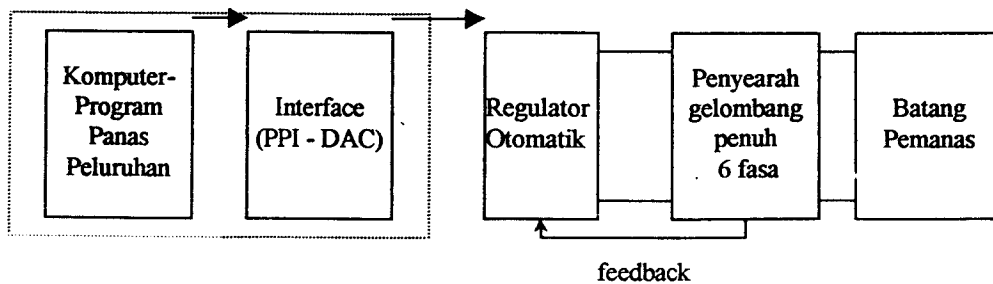 Komputer-
Program
Panas
Peluruhan
Interface
(PPI - DAC)
Regulator
Otomatik
Penyearah
gelombang
penuh
6 fasa
Batang
Pemanas
feedback